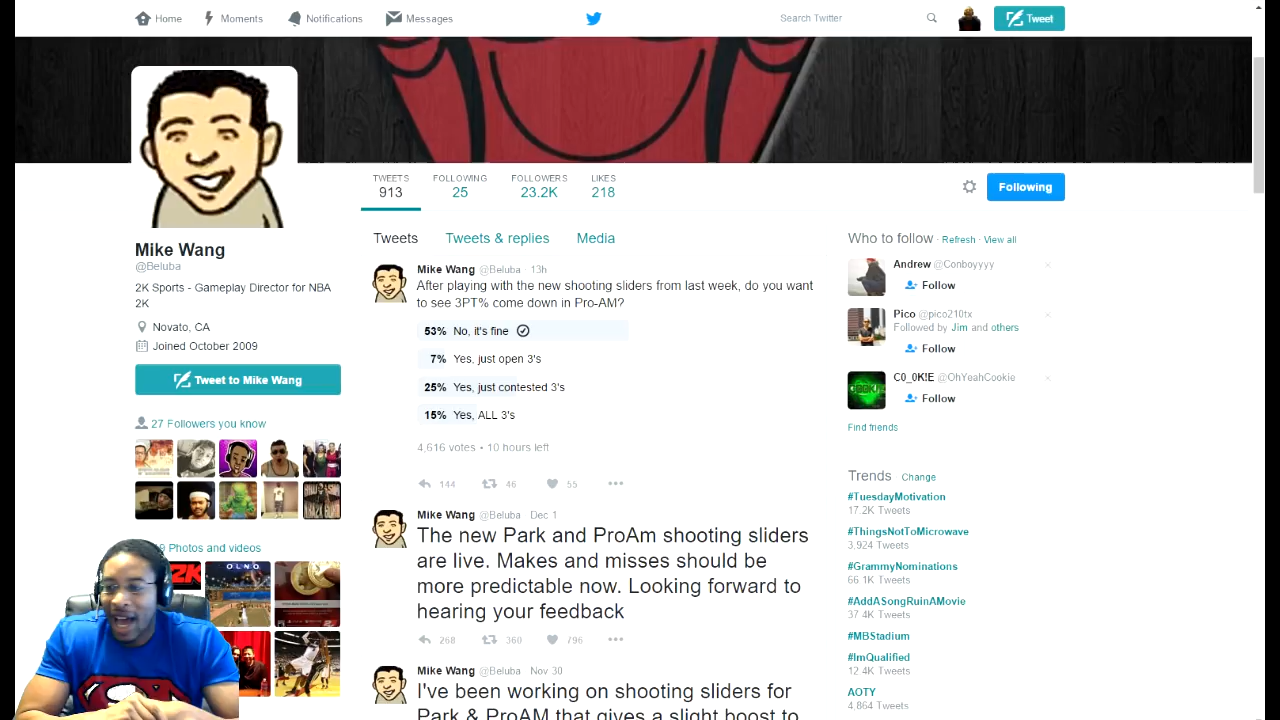 Home
Moments
Notifications
Messages
Search Twitter
Tweet
TWEETS
913
FOLLOWING
25
FOLLOWERS
23.2K
LIKES
218
Following
Mike Wang
@Beluba
2K Sports - Gameplay Director for NBA
2K
Novato, CA
Joined October 2009
Tweet to Mike Wang
27 Followers you know
Photos and videos
Tweets
Tweets & replies
Media
Mike Wang @Beluba · 13h
After playing with the new shooting sliders from last week, do you want
to see 3PT% come down in Pro-AM?
53% No, it's fine
7% Yes, just open 3's
25% Yes, just contested 3's
15% Yes, ALL 3's
4,616 votes • 10 hours left
144 46 55
Mike Wang @Beluba · Dec 1
The new Park and ProAm shooting sliders
are live. Makes and misses should be
more predictable now. Looking forward to
hearing your feedback
268 360 796
Mike Wang @Beluba · Nov 30
I've been working on shooting sliders for
Park & ProAM that gives a slight boost to
Who to follow · Refresh · View all
Andrew @Conboyyyy
Follow
Pico @pico210tx
Followed by Jim and others
Follow
C0_0K!E @OhYeahCookie
Follow
Find friends
Trends · Change
#TuesdayMotivation
17.2K Tweets
#ThingsNotToMicrowave
3,924 Tweets
#GrammyNominations
66.1K Tweets
#AddASongRuinAMovie
37.4K Tweets
#MBStadium
#ImQualified
12.4K Tweets
AOTY
4,864 Tweets